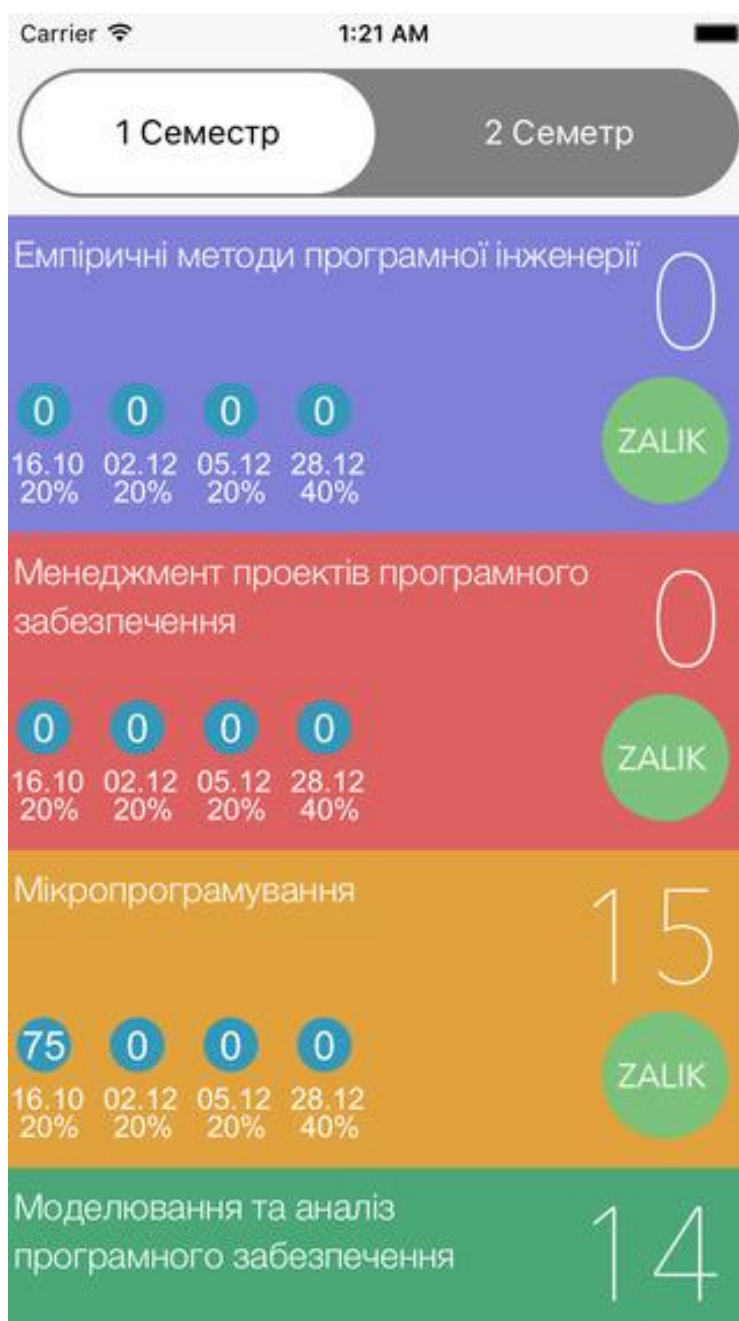 Carrier 1:21 AM
1 Семестр 2 Семетр
Емпіричні методи програмної інженерії 0
0 0 0 0
ZALIK
16.10 02.12 05.12 28.12
20% 20% 20% 40%
Менеджмент проектів програмного
забезпечення 0
0 0 0 0
ZALIK
16.10 02.12 05.12 28.12
20% 20% 20% 40%
Мікропрограмування 15
75 0 0 0
ZALIK
16.10 02.12 05.12 28.12
20% 20% 20% 40%
Моделювання та аналіз
програмного забезпечення 14